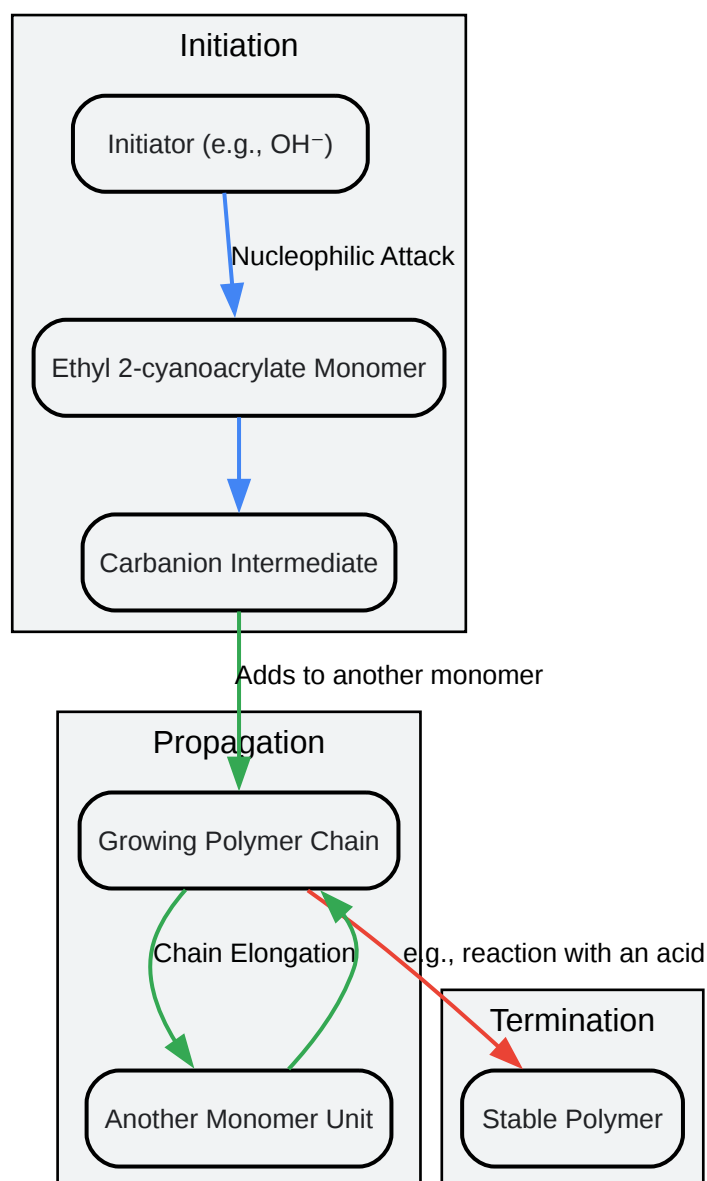 Initiation
Initiator (e.g., OH⁻)
Nucleophilic Attack
Ethyl 2-cyanoacrylate Monomer
Carbanion Intermediate
Adds to another monomer
Propagation
Growing Polymer Chain
Chain Elongation
e.g., reaction with an acid
Termination
Another Monomer Unit
Stable Polymer